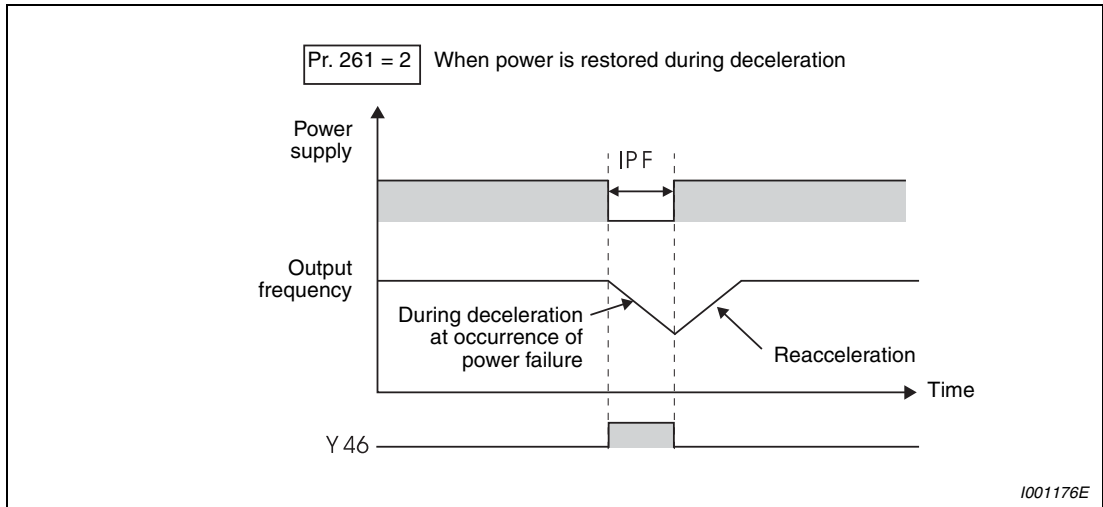 Pr. 261 = 2 When power is restored during deceleration
Power
supply
IPF
Output
frequency
During deceleration
at occurrence of
power failure
Reacceleration
Time
Y46
I001176E